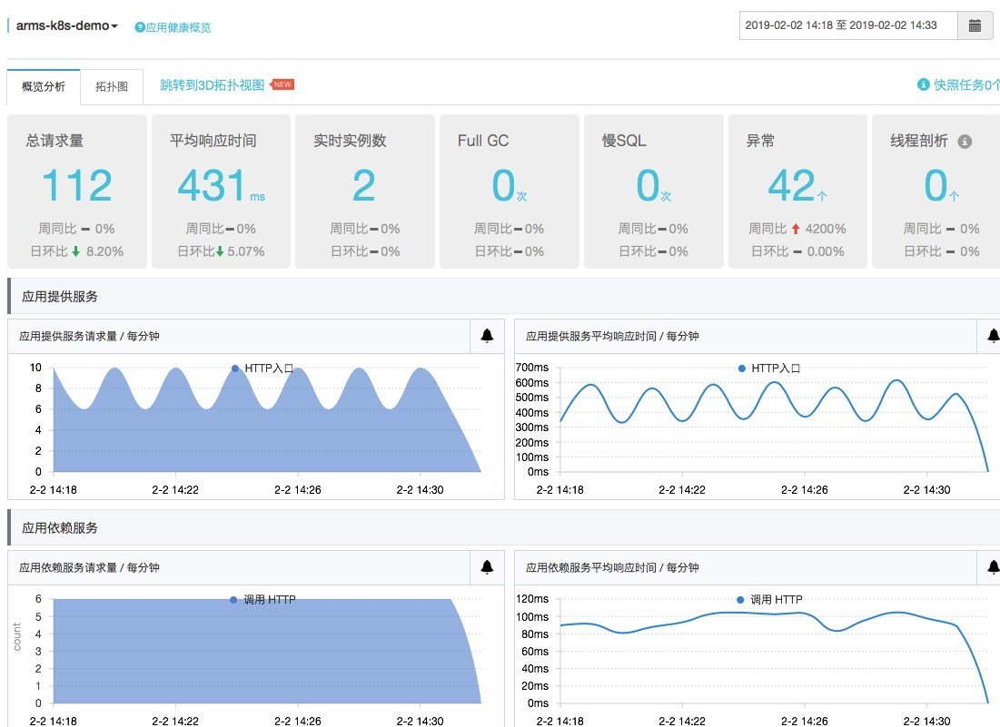 arms-k8s-demo 应用健康概览 2019-02-02 14:18 至 2019-02-02 14:33
概览分析 拓扑图 跳转到3D拓扑视图 NEW 快照任务0个
总请求量 平均响应时间 实时实例数 Full GC 慢SQL 异常 线程剖析
112 431 ms 2 0 次 0 次 42 个 0 个
周同比 0% 周同比 0% 周同比 0% 周同比 0% 周同比 0% 周同比 4200% 周同比 0%
日环比 8.20% 日环比 5.07% 日环比 0% 日环比 0% 日环比 0% 日环比 0.00% 日环比 0%
应用提供服务
应用提供服务请求量 / 每分钟
HTTP入口
10
8
6
4
2
0
2-2 14:18 2-2 14:22 2-2 14:26 2-2 14:30
应用提供服务平均响应时间 / 每分钟
HTTP入口
700ms
600ms
500ms
400ms
300ms
200ms
100ms
0ms
2-2 14:18 2-2 14:22 2-2 14:26 2-2 14:30
应用依赖服务
应用依赖服务请求量 / 每分钟
调用 HTTP
count
6
5
4
3
2
1
0
2-2 14:18 2-2 14:22 2-2 14:26 2-2 14:30
应用依赖服务平均响应时间 / 每分钟
调用 HTTP
120ms
100ms
80ms
60ms
40ms
20ms
0ms
2-2 14:18 2-2 14:22 2-2 14:26 2-2 14:30